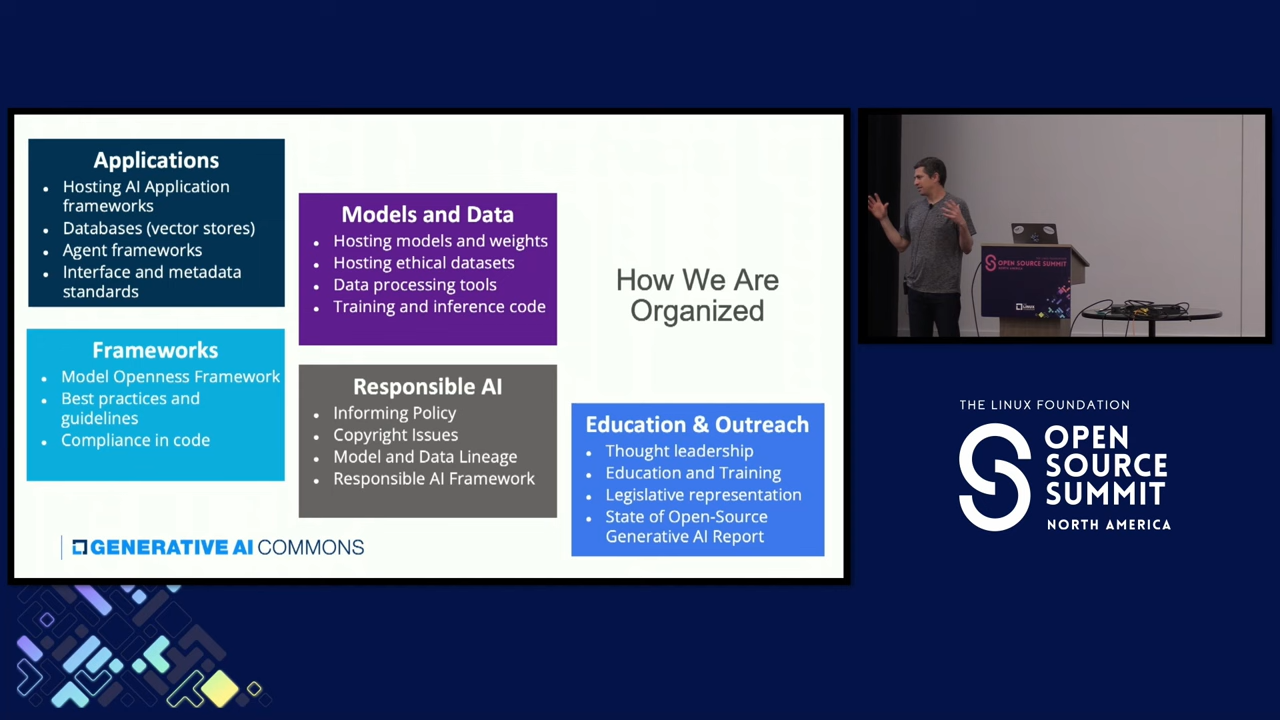 Applications
• Hosting AI Application
frameworks
• Databases (vector stores)
• Agent frameworks
• Interface and metadata
standards
Frameworks
• Model Openness Framework
• Best practices and
guidelines
• Compliance in code
Models and Data
• Hosting models and weights
• Hosting ethical datasets
• Data processing tools
• Training and inference code
Responsible AI
• Informing Policy
• Copyright Issues
• Model and Data Lineage
• Responsible AI Framework
How We Are
Organized
Education & Outreach
• Thought leadership
• Education and Training
• Legislative representation
• State of Open-Source
Generative AI Report
GENERATIVE AI COMMONS
OPEN SOURCE SUMMIT
THE LINUX FOUNDATION
OPEN
SOURCE
SUMMIT
NORTH AMERICA